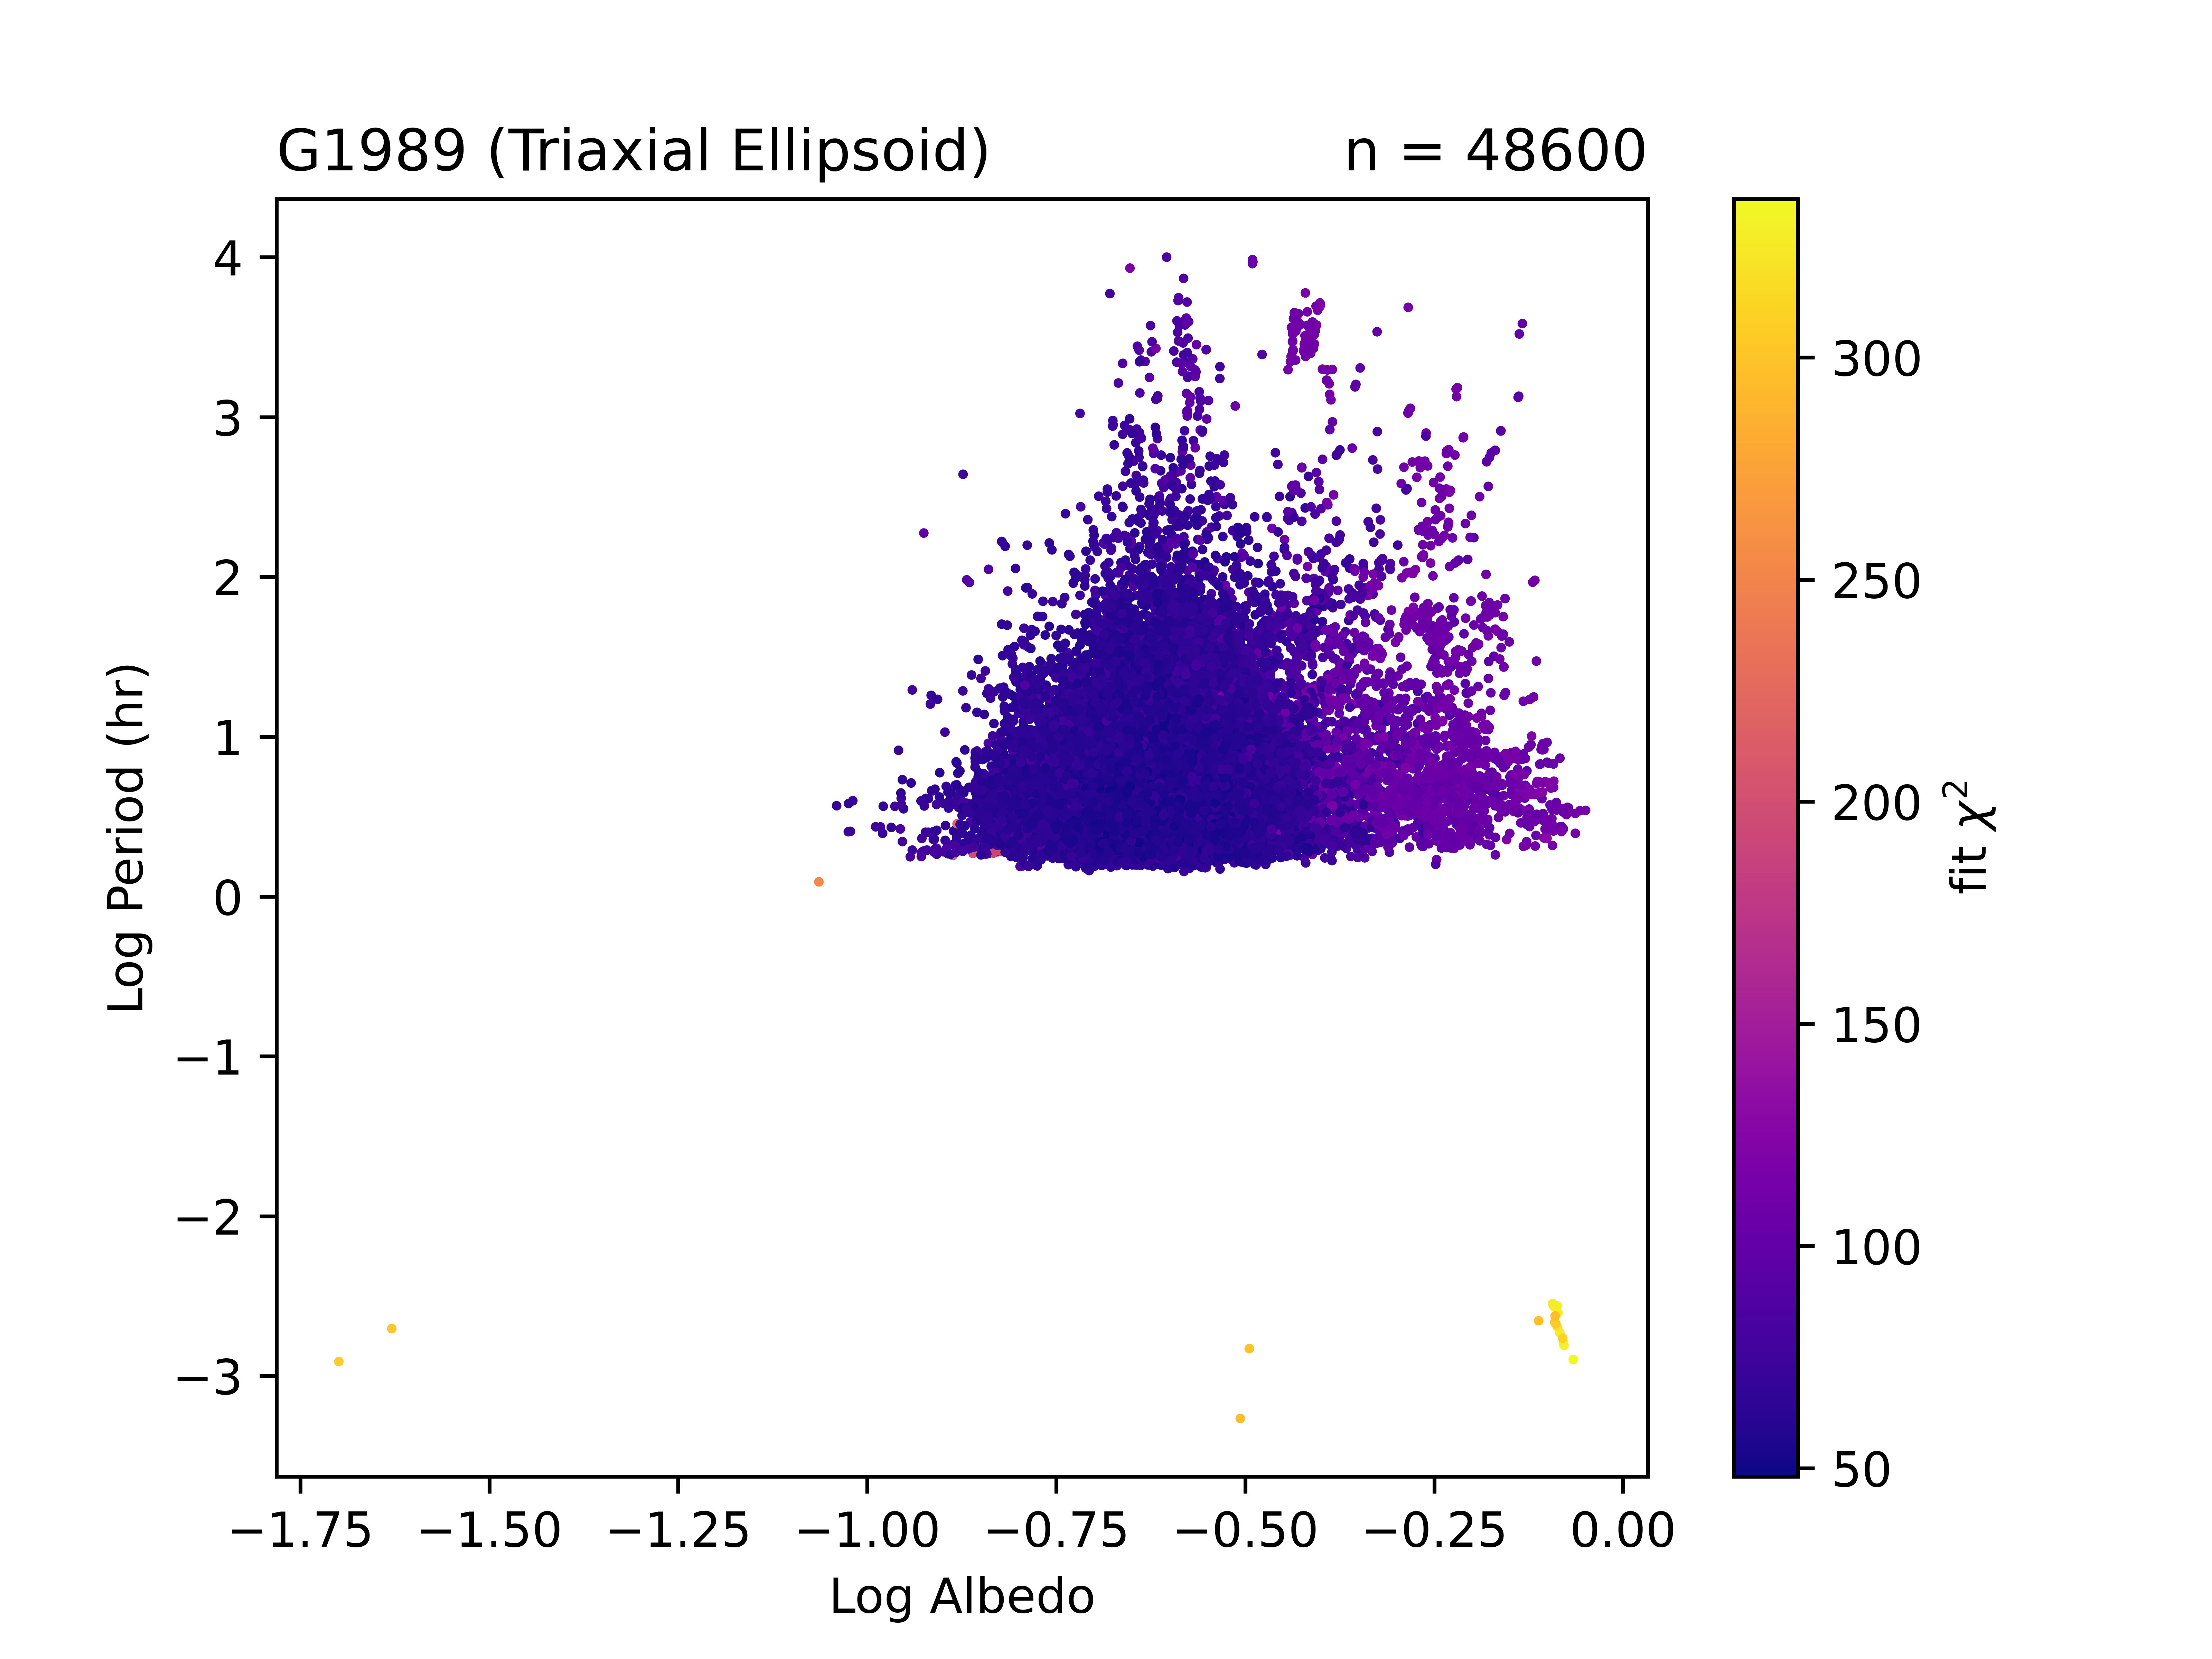 G1989 (Triaxial Ellipsoid) n = 48600
4
3
2
1
0
−1
−2
−3
Log Period (hr)
−1.75 −1.50 −1.25 −1.00 −0.75 −0.50 −0.25 0.00
Log Albedo
300
250
200
150
100
50
fit χ²